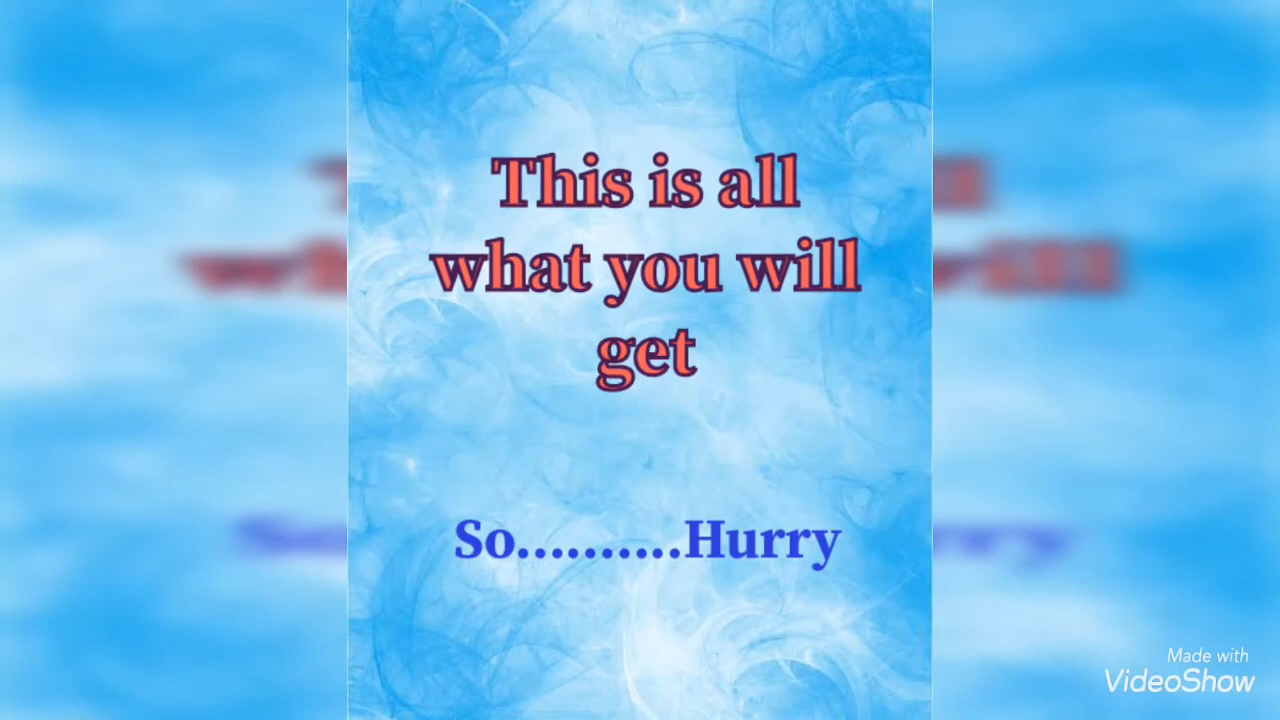 This is all
what you will
get
So..........Hurry
Made with
VideoShow